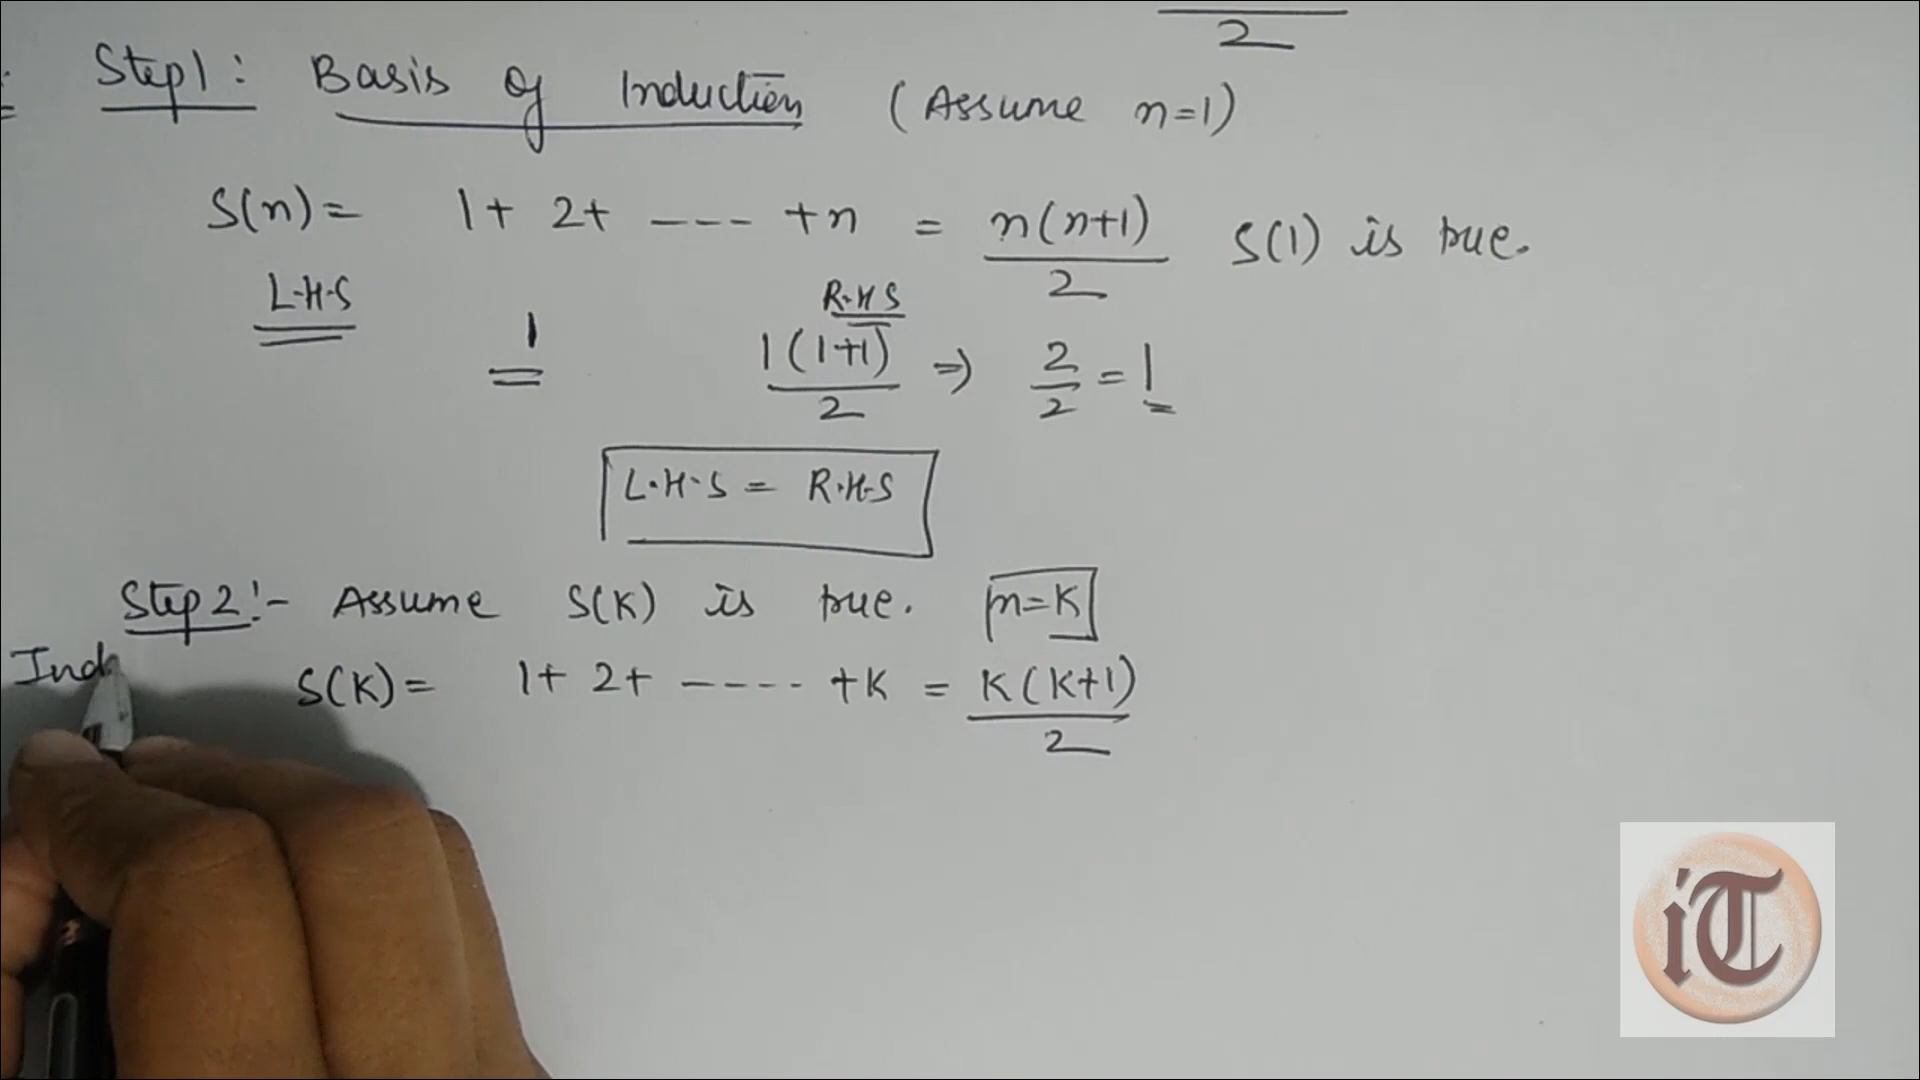 2
Step1: Basis of Induction (Assume n=1)
S(n)= 1+ 2+ ---- +n = n(n+1)/2 S(1) is true.
L.H.S R.H.S
1 1(1+1)/2 => 2/2 = 1
L.H.S = R.H.S
Step2:- Assume S(K) is true. n=K
Ind
S(K)= 1+ 2+ ----- +K = K(K+1)/2
iT